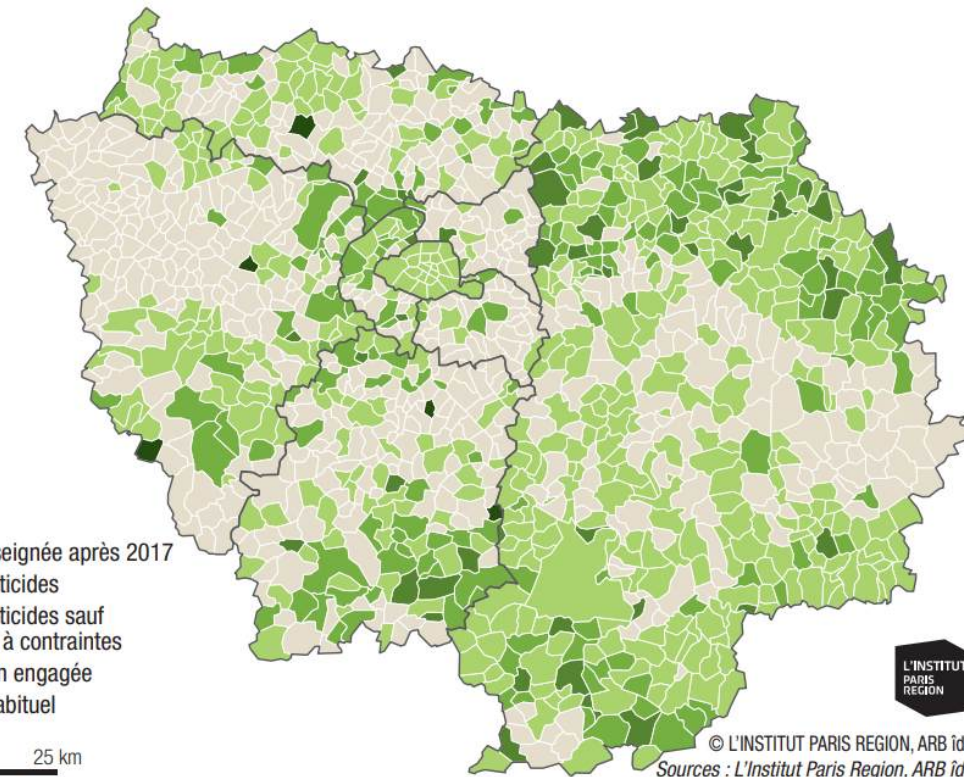 seignée après 2017
ticides
ticides sauf
à contraintes
n engagée
abituel
25 km
L'INSTITUT
PARIS
REGION
© L'INSTITUT PARIS REGION, ARB îd
Sources : L'Institut Paris Region, ARB îd